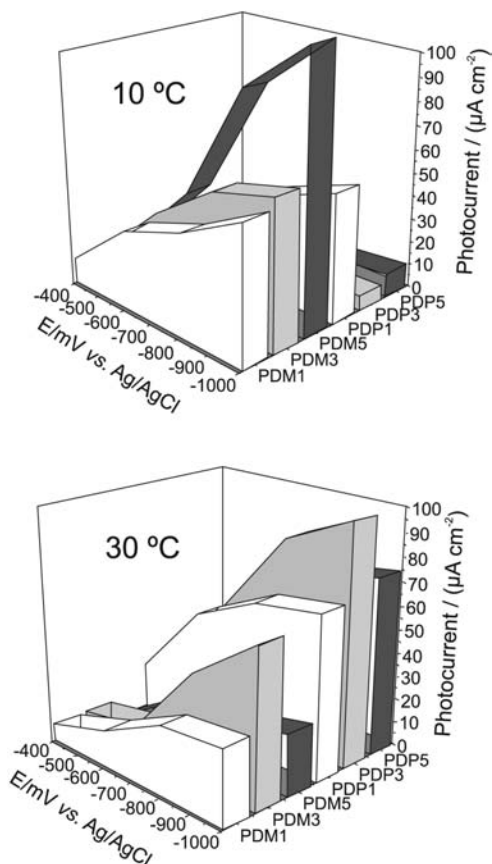 10 ºC
100
90
80
70
60
50
40
30
20
10
0
Photocurrent / (μA cm⁻²)
-400
-500
-600
-700
-800
-900
-1000
E/mV vs. Ag/AgCl
PDM1
PDM3
PDM5
PDP1
PDP3
PDP5
30 ºC
100
90
80
70
60
50
40
30
20
10
0
Photocurrent / (μA cm⁻²)
-400
-500
-600
-700
-800
-900
-1000
E/mV vs. Ag/AgCl
PDM1
PDM3
PDM5
PDP1
PDP3
PDP5